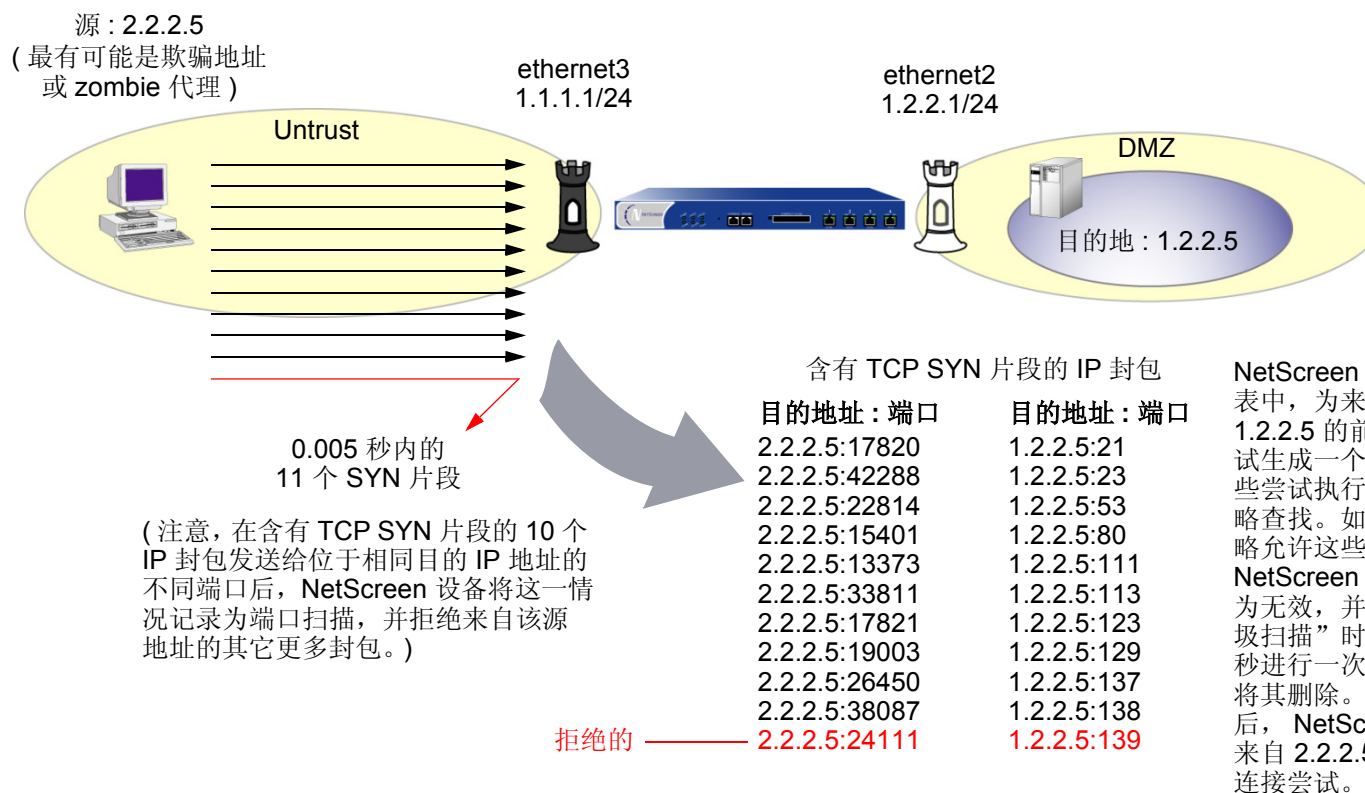 源 : 2.2.2.5
( 最有可能是欺骗地址
或 zombie 代理 )
ethernet3
1.1.1.1/24
ethernet2
1.2.2.1/24
Untrust
DMZ
NetScreen
目的地 : 1.2.2.5
0.005 秒内的
11 个 SYN 片段
( 注意，在含有 TCP SYN 片段的 10 个
IP 封包发送给位于相同目的 IP 地址的
不同端口后，NetScreen 设备将这一情
况记录为端口扫描，并拒绝来自该源
地址的其它更多封包。)
含有 TCP SYN 片段的 IP 封包
目的地址 : 端口 目的地址 : 端口
2.2.2.5:17820 1.2.2.5:21
2.2.2.5:42288 1.2.2.5:23
2.2.2.5:22814 1.2.2.5:53
2.2.2.5:15401 1.2.2.5:80
2.2.2.5:13373 1.2.2.5:111
2.2.2.5:33811 1.2.2.5:113
2.2.2.5:17821 1.2.2.5:123
2.2.2.5:19003 1.2.2.5:129
2.2.2.5:26450 1.2.2.5:137
2.2.2.5:38087 1.2.2.5:138
拒绝的 2.2.2.5:24111 1.2.2.5:139
NetScreen
表中，为来
1.2.2.5 的前
试生成一个
些尝试执行
略查找。如
略允许这些
NetScreen
为无效，并
圾扫描”时
秒进行一次
将其删除。
后， NetSc
来自 2.2.2.5
连接尝试。